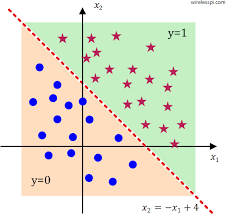 wirelesspi.com
x₂
y=1
x₁
y=0
x₂ = −x₁ + 4